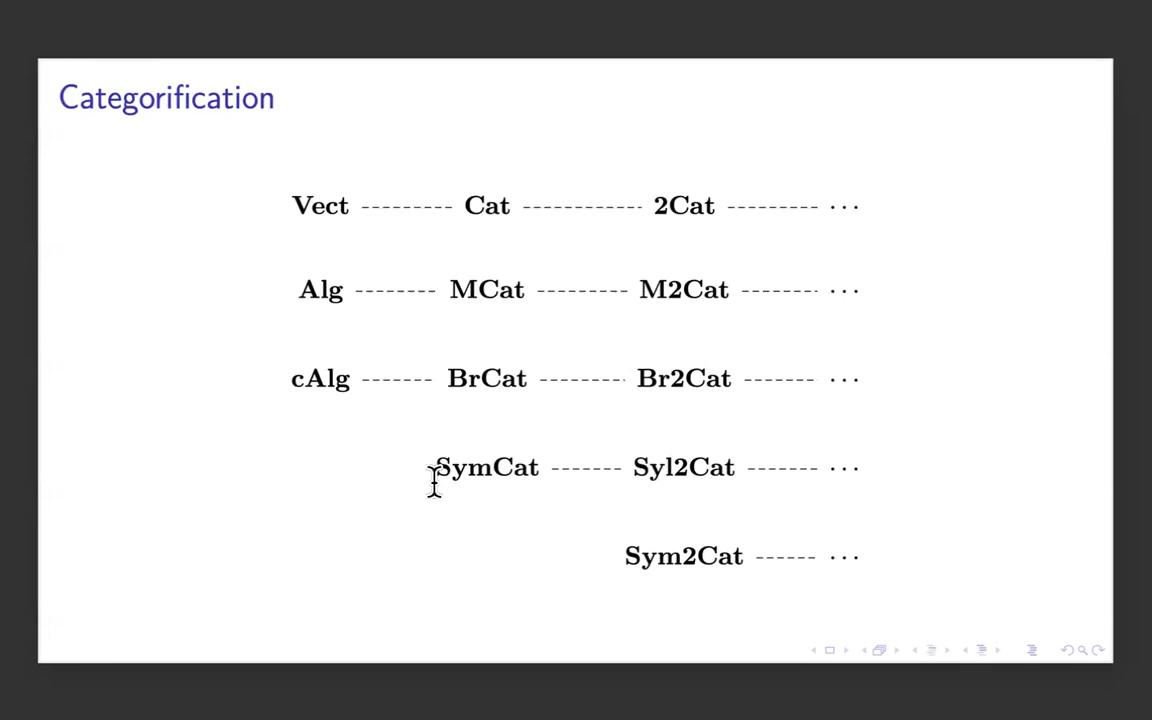 Categorification
Vect --------- Cat ------------ 2Cat --------- ···
Alg -------- MCat --------- M2Cat -------- ···
cAlg ------- BrCat --------- Br2Cat ------- ···
SymCat ------- Syl2Cat ------- ···
Sym2Cat ------ ···